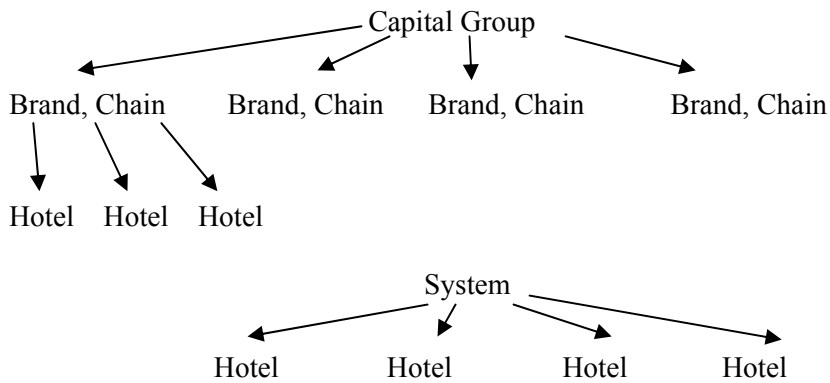 Capital Group
Brand, Chain Brand, Chain Brand, Chain Brand, Chain
Hotel Hotel Hotel
System
Hotel Hotel Hotel Hotel